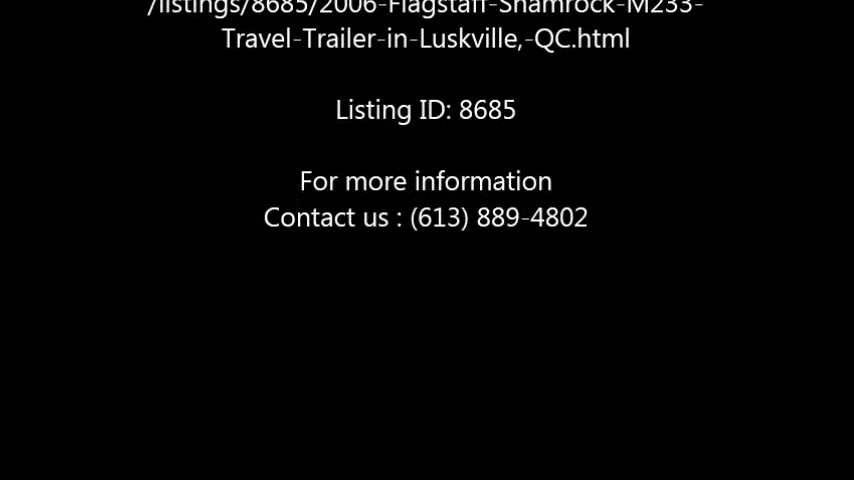 /listings/8685/2006-Flagstaff-Shamrock-M233-
Travel-Trailer-in-Luskville,-QC.html
Listing ID: 8685
For more information
Contact us : (613) 889-4802